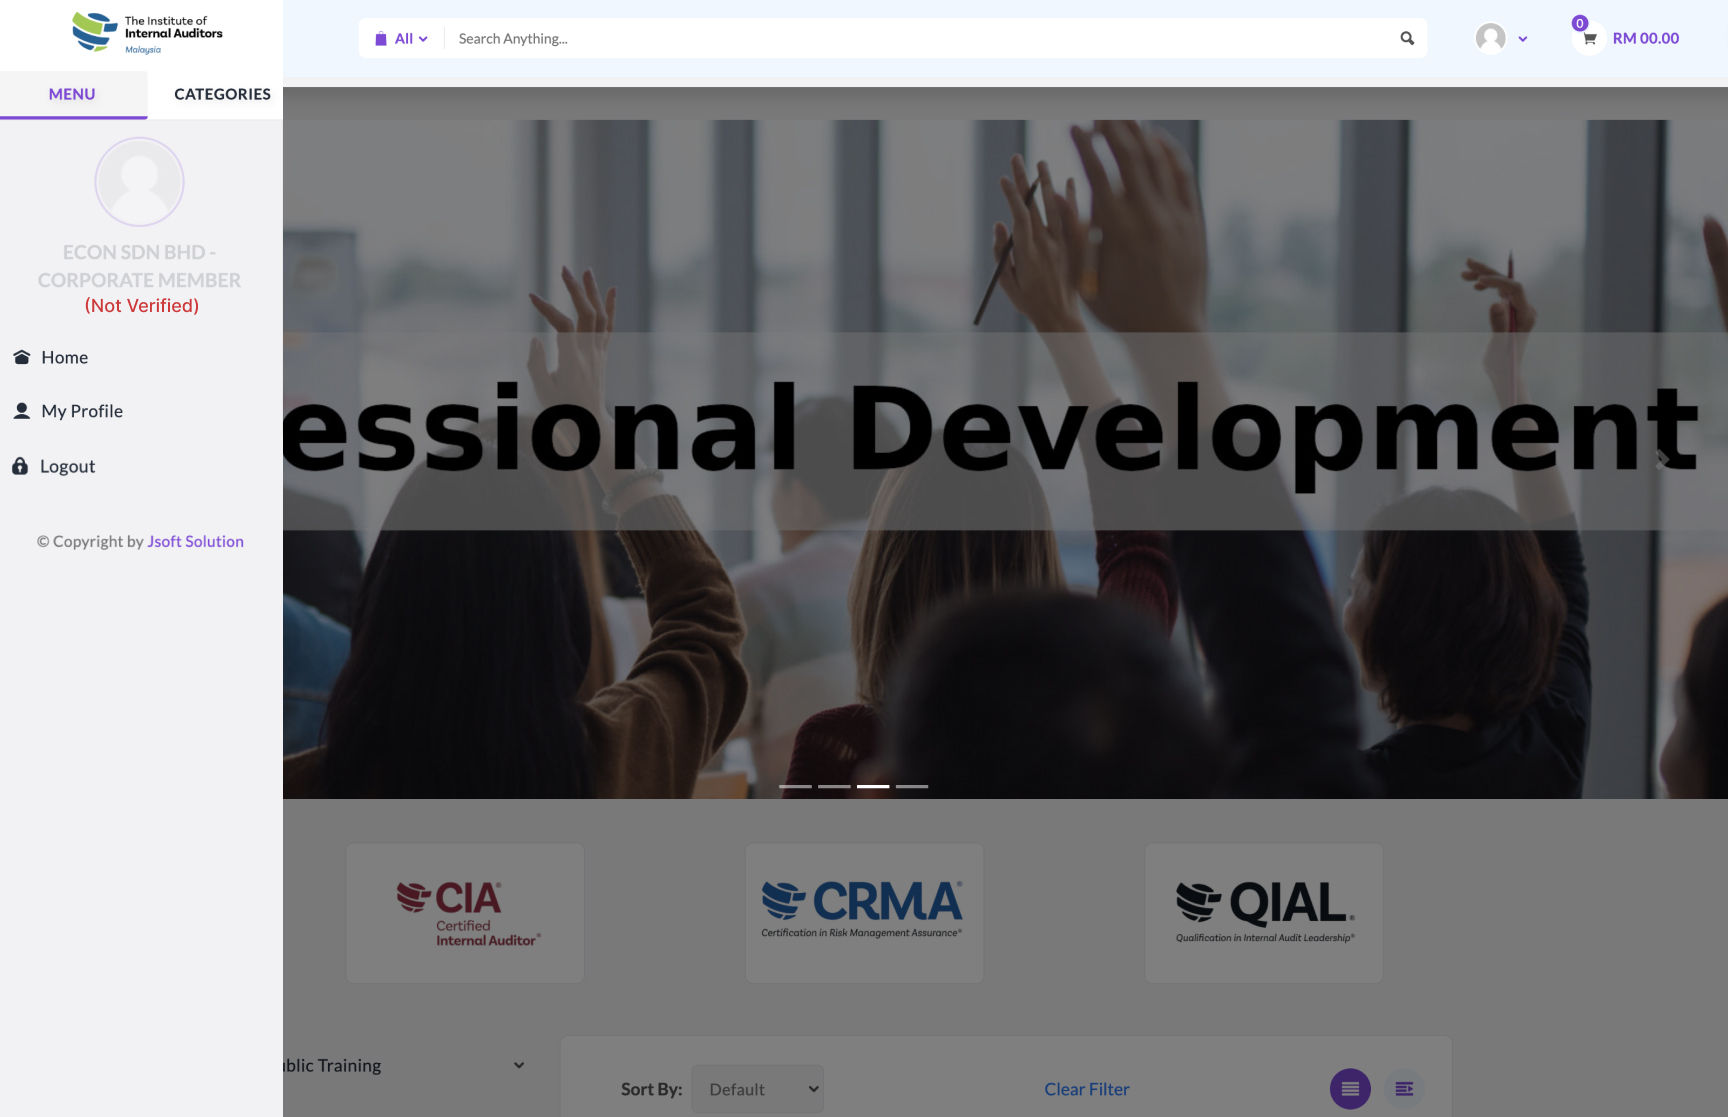 The Institute of
Internal Auditors
Malaysia
All
Search Anything...
0
RM 00.00
MENU
CATEGORIES
ECON SDN BHD -
CORPORATE MEMBER
(Not Verified)
Home
My Profile
Logout
© Copyright by Jsoft Solution
essional Development
CIA®
Certified
Internal Auditor®
CRMA®
Certification in Risk Management Assurance®
QIAL®
Qualification in Internal Audit Leadership®
ublic Training
Sort By:
Default
Clear Filter